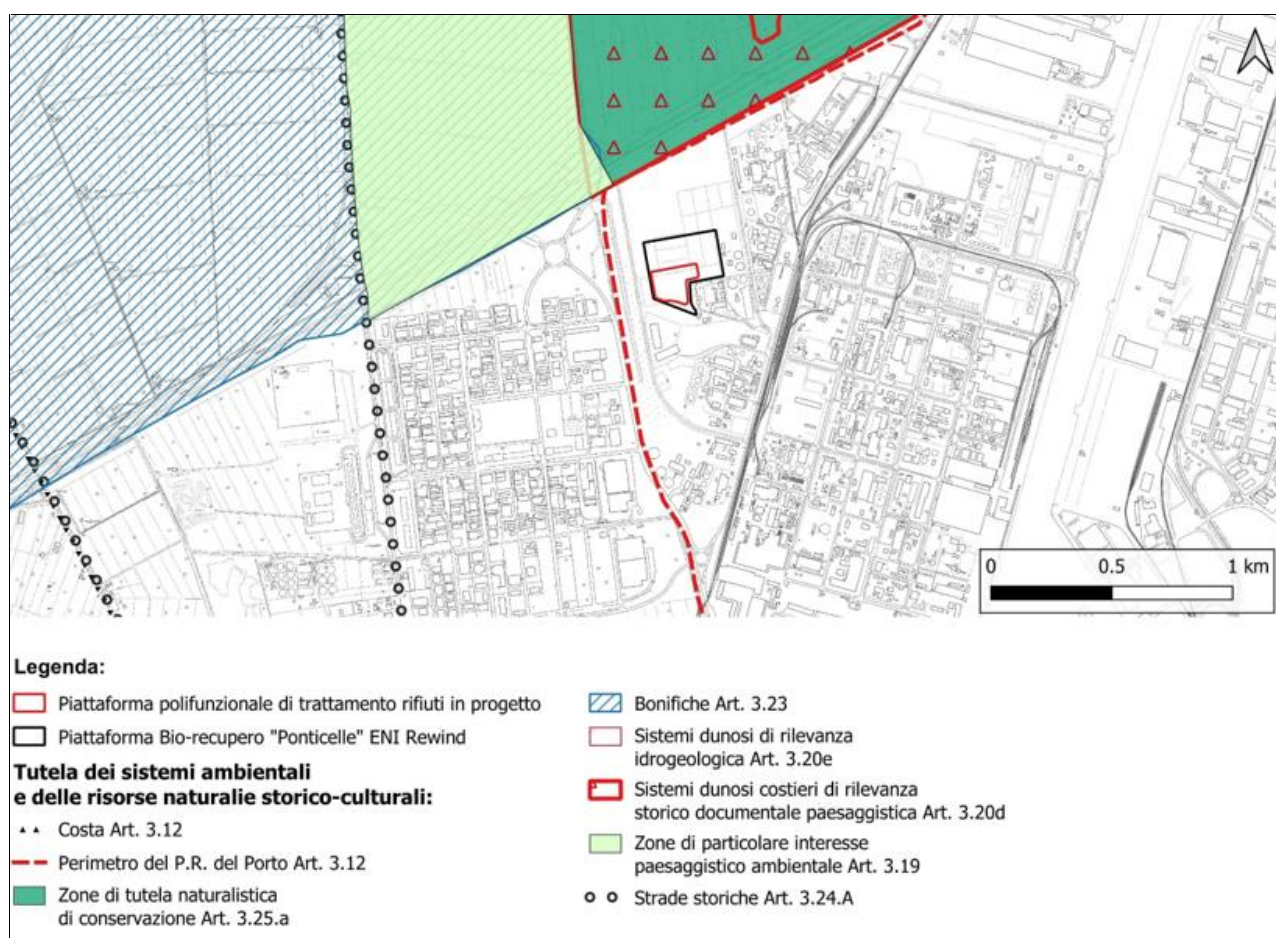 0 0.5 1 km
Legenda:
Piattaforma polifunzionale di trattamento rifiuti in progetto
Piattaforma Bio-recupero "Ponticelle" ENI Rewind
Tutela dei sistemi ambientali
e delle risorse naturalie storico-culturali:
Costa Art. 3.12
Perimetro del P.R. del Porto Art. 3.12
Zone di tutela naturalistica
di conservazione Art. 3.25.a
Bonifiche Art. 3.23
Sistemi dunosi di rilevanza
idrogeologica Art. 3.20e
Sistemi dunosi costieri di rilevanza
storico documentale paesaggistica Art. 3.20d
Zone di particolare interesse
paesaggistico ambientale Art. 3.19
Strade storiche Art. 3.24.A